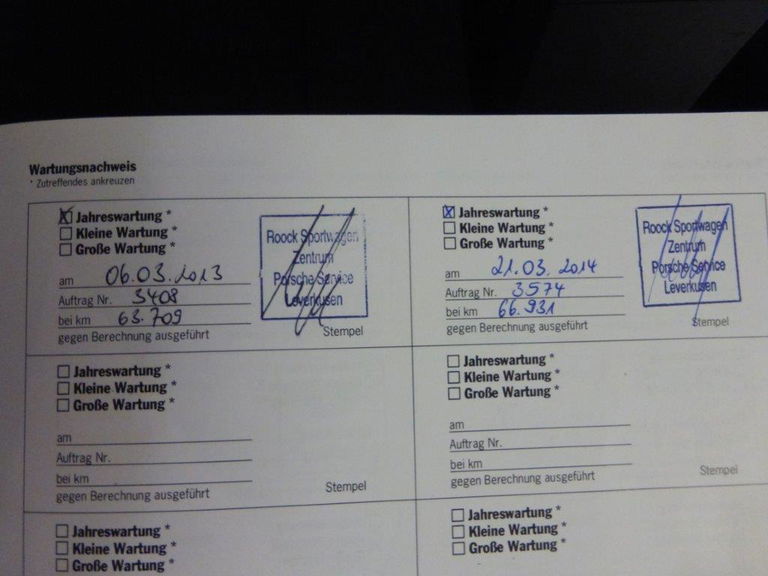 Wartungsnachweis
* Zutreffendes ankreuzen
Jahreswartung *
Kleine Wartung *
Große Wartung *
am 06.03.2013
Auftrag Nr. 3408
bei km 63.709
gegen Berechnung ausgeführt
Roock Sportwagen
Zentrum
Porsche Service
Leverkusen
Stempel
Jahreswartung *
Kleine Wartung *
Große Wartung *
am 21.03.2014
Auftrag Nr. 3574
bei km 66.931
gegen Berechnung ausgeführt
Roock Sportwagen
Zentrum
Porsche Service
Leverkusen
Stempel
Jahreswartung *
Kleine Wartung *
Große Wartung *
am
Auftrag Nr.
bei km
gegen Berechnung ausgeführt
Stempel
Jahreswartung *
Kleine Wartung *
Große Wartung *
am
Auftrag Nr.
bei km
gegen Berechnung ausgeführt
Stempel
Jahreswartung *
Kleine Wartung *
Große Wartung *
Jahreswartung *
Kleine Wartung *
Große Wartung *